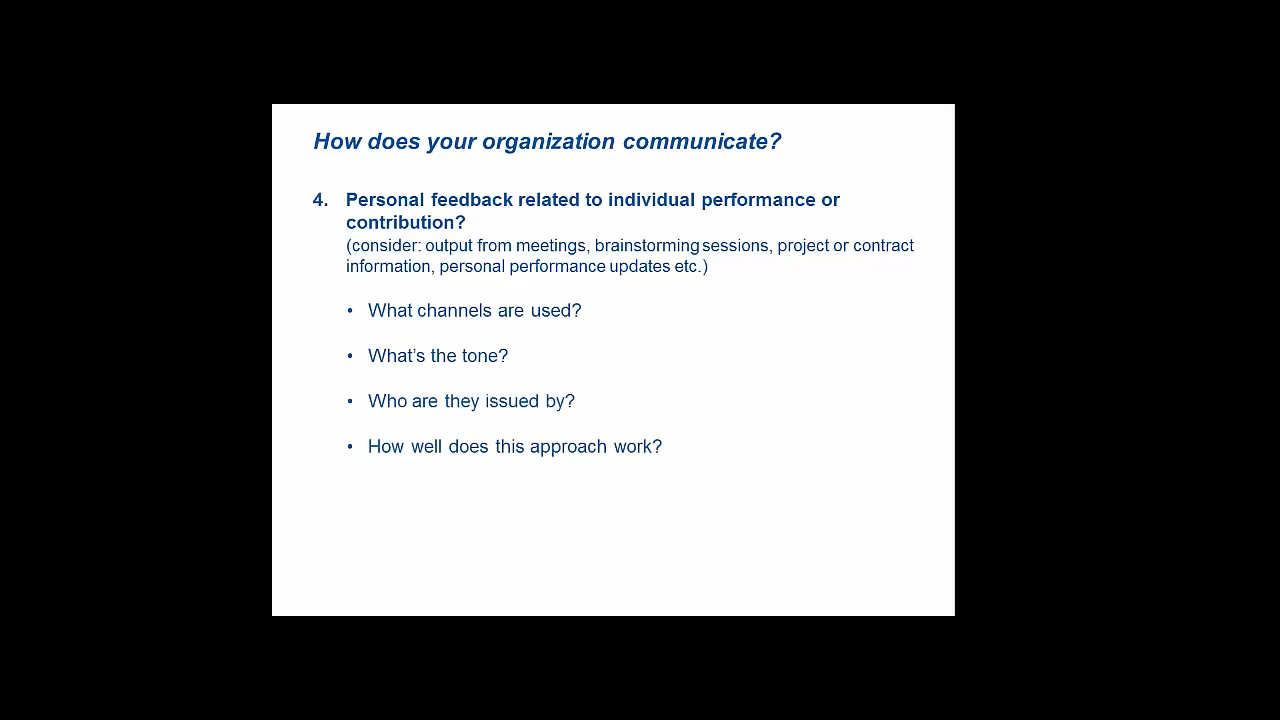 How does your organization communicate?
4. Personal feedback related to individual performance or
contribution?
(consider: output from meetings, brainstorming sessions, project or contract
information, personal performance updates etc.)
• What channels are used?
• What’s the tone?
• Who are they issued by?
• How well does this approach work?